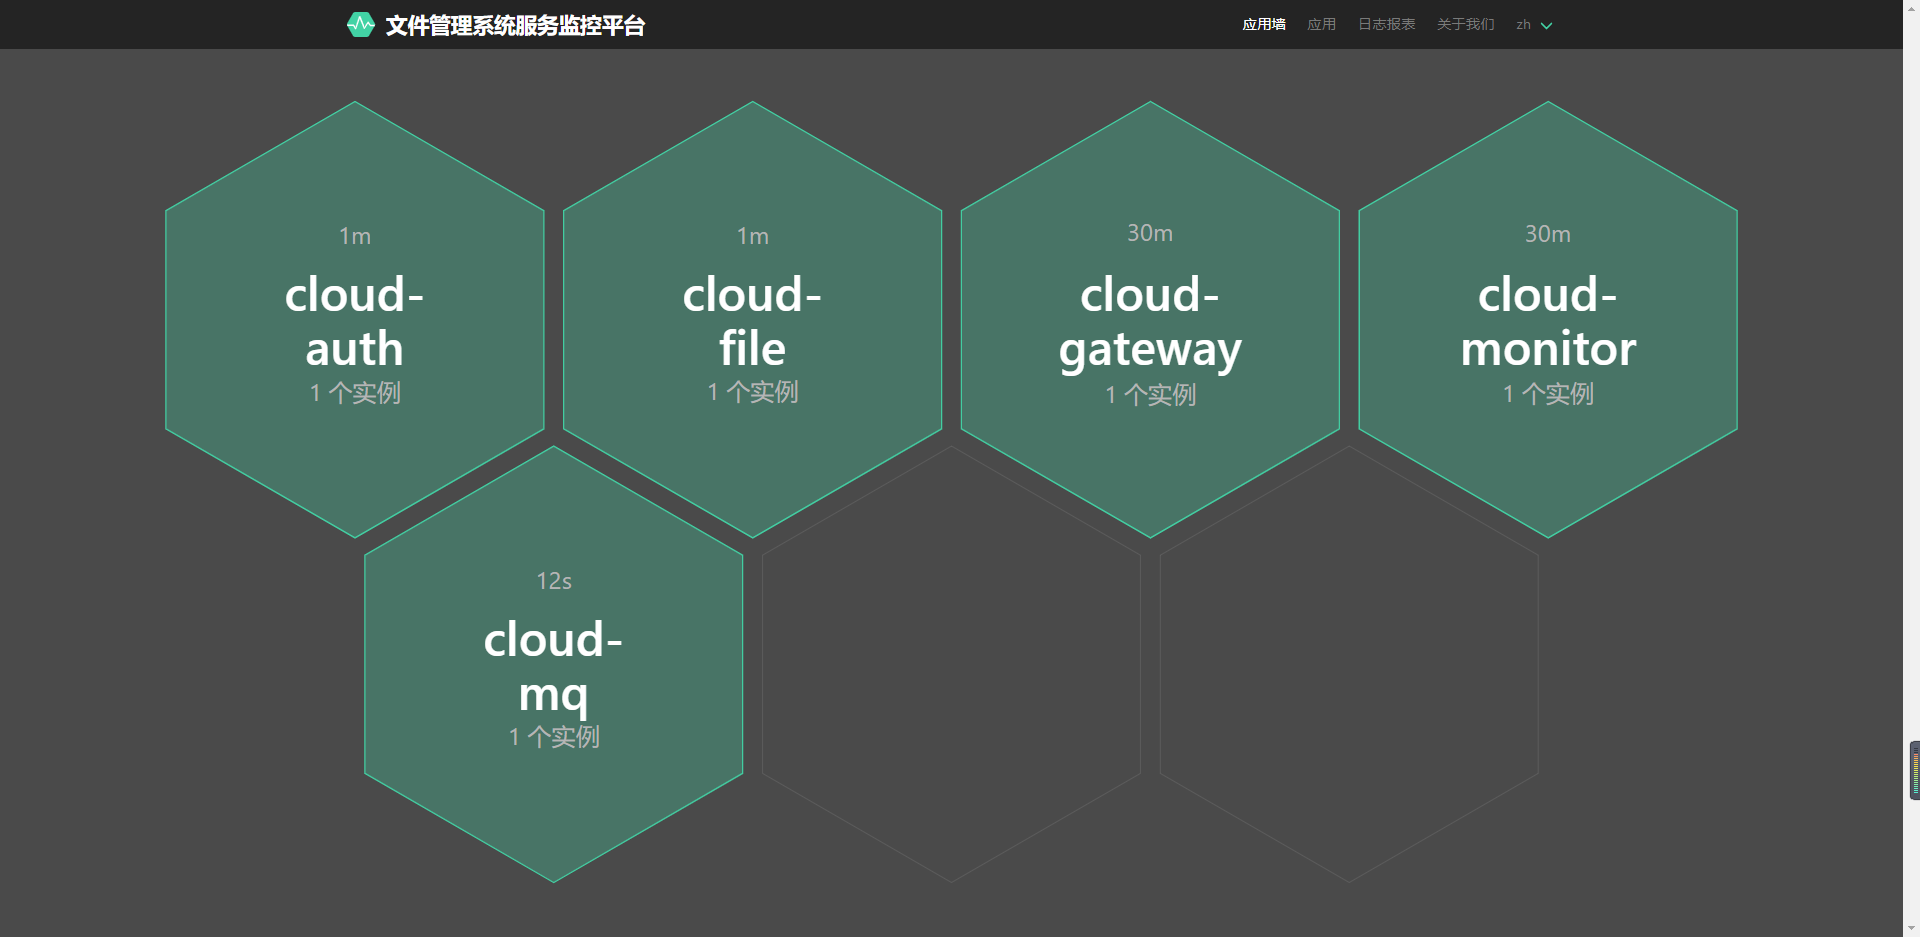 文件管理系统服务监控平台
应用墙 应用 日志报表 关于我们 zh
1m
cloud-
auth
1 个实例
1m
cloud-
file
1 个实例
30m
cloud-
gateway
1 个实例
30m
cloud-
monitor
1 个实例
12s
cloud-
mq
1 个实例